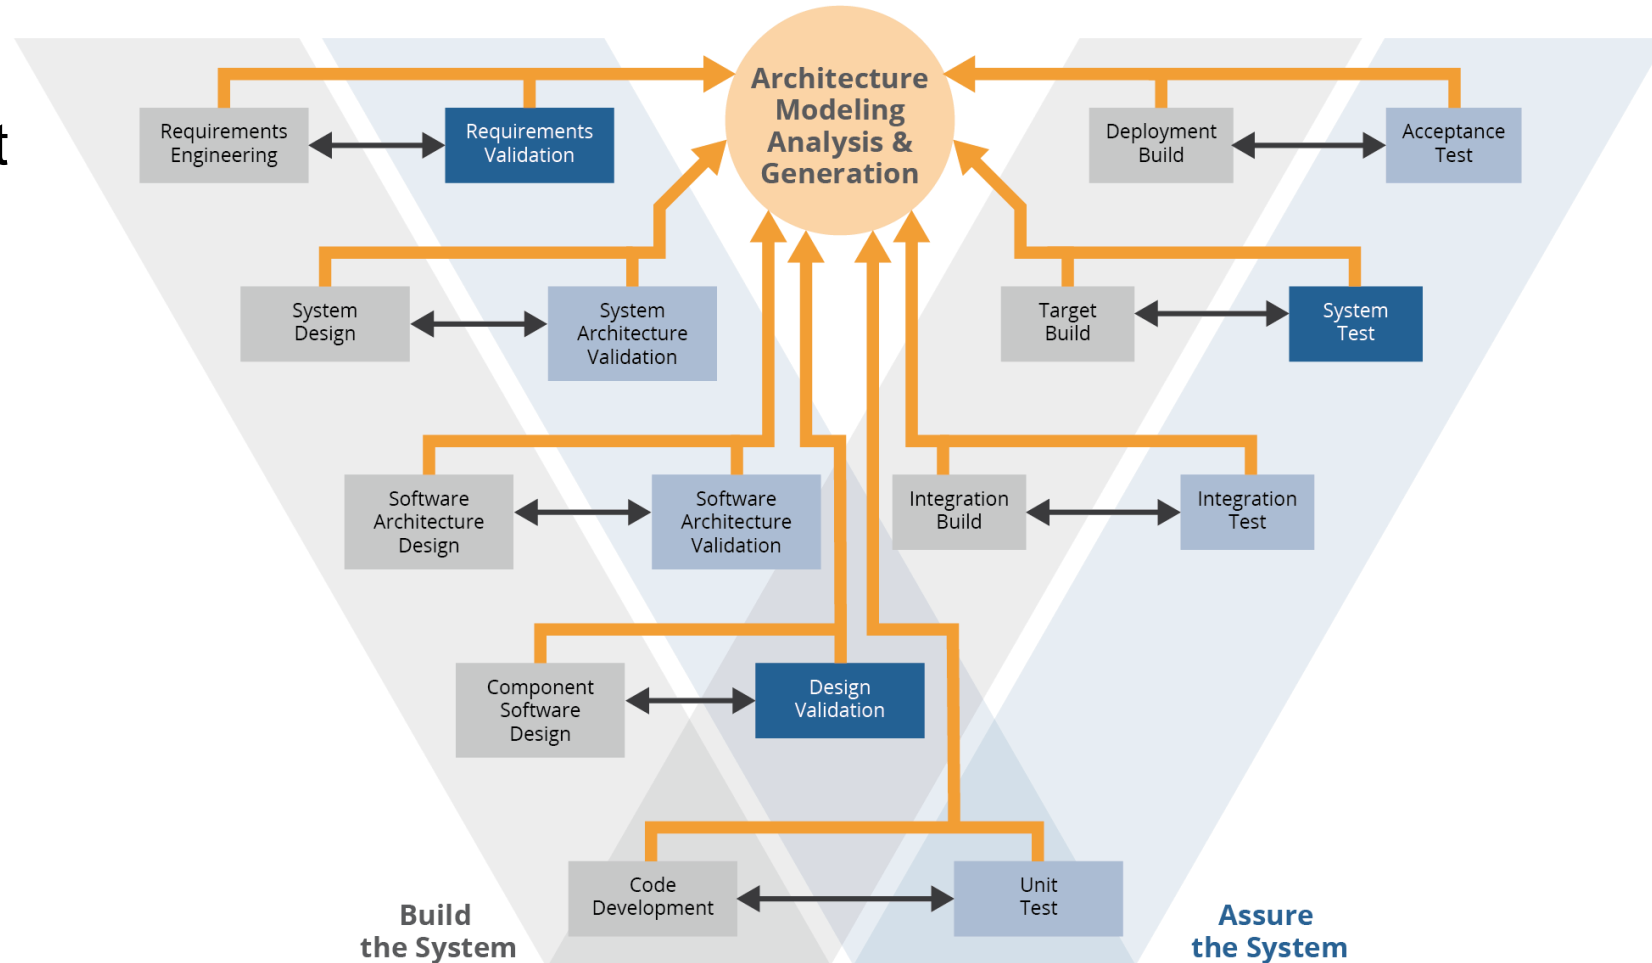 t
Architecture
Modeling
Analysis &
Generation
Requirements
Engineering
Requirements
Validation
Deployment
Build
Acceptance
Test
System
Design
System
Architecture
Validation
Target
Build
System
Test
Software
Architecture
Design
Software
Architecture
Validation
Integration
Build
Integration
Test
Component
Software
Design
Design
Validation
Code
Development
Unit
Test
Build
the System
Assure
the System